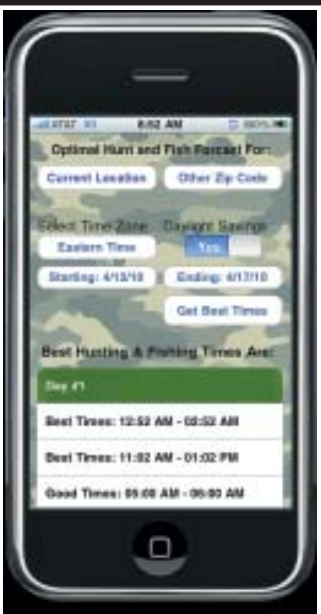 AT&T 3G 8:52 AM 100%
Optimal Hunt and Fish Forcast For:
Current Location Other Zip Code
Select Time Zone Daylight Savings
Eastern Time Yes
Starting: 4/13/10 Ending: 4/17/10
Get Best Times
Best Hunting & Fishing Times Are:
Day #1
Best Times: 12:52 AM - 02:52 AM
Best Times: 11:02 AM - 01:02 PM
Good Times: 05:00 AM - 06:00 AM